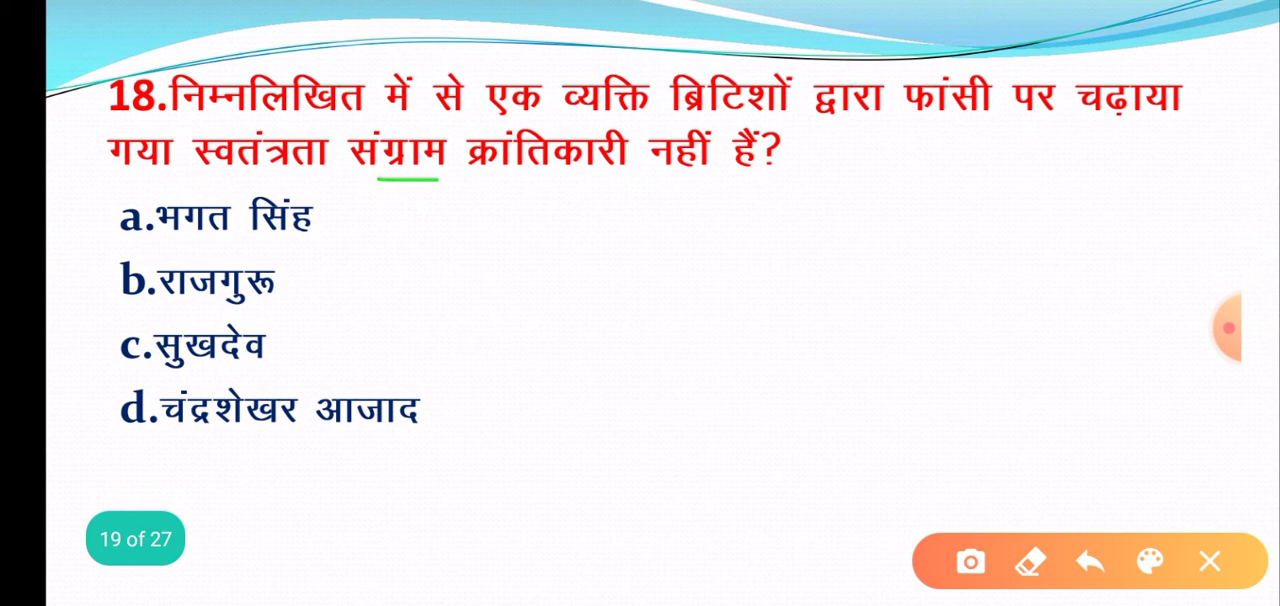 18.निम्नलिखित में से एक व्यक्ति ब्रिटिशों द्वारा फांसी पर चढ़ाया
गया स्वतंत्रता संग्राम क्रांतिकारी नहीं हैं?
a.भगत सिंह
b.राजगुरू
c.सुखदेव
d.चंद्रशेखर आजाद
19 of 27